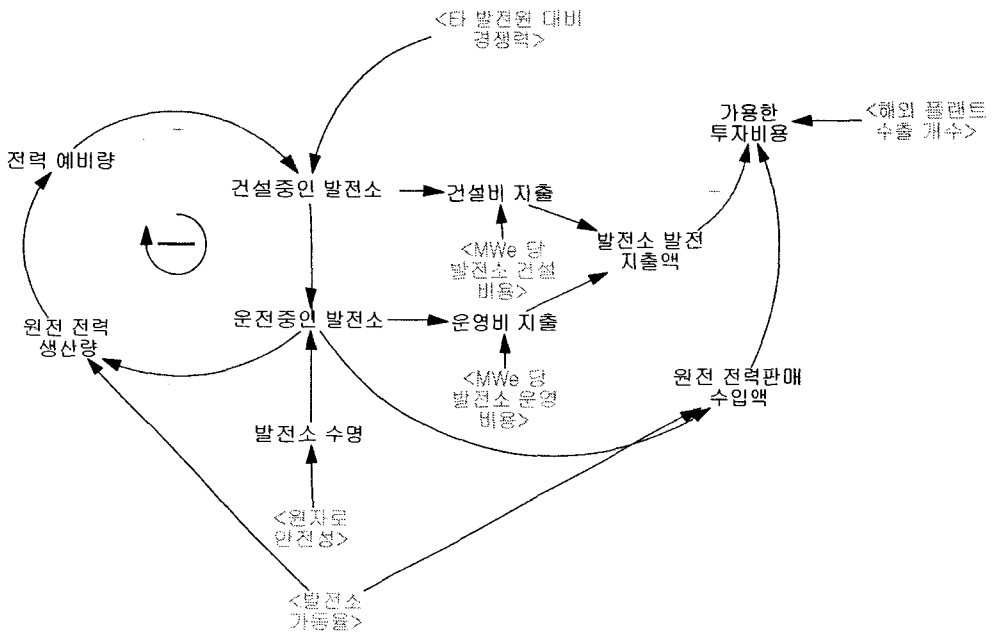 <타 발전원 대비
경쟁력>
가용한
투자비용
<해외 플랜트
수출 개수>
전력 예비량
건설중인 발전소
건설비 지출
발전소 발전
지출액
<MWe 당
발전소 건설
비용>
원전 전력
생산량
운전중인 발전소
운영비 지출
<MWe 당
발전소 운영
비용>
원전 전력판매
수입액
발전소 수명
<원자로
안전성>
<발전소
가동율>